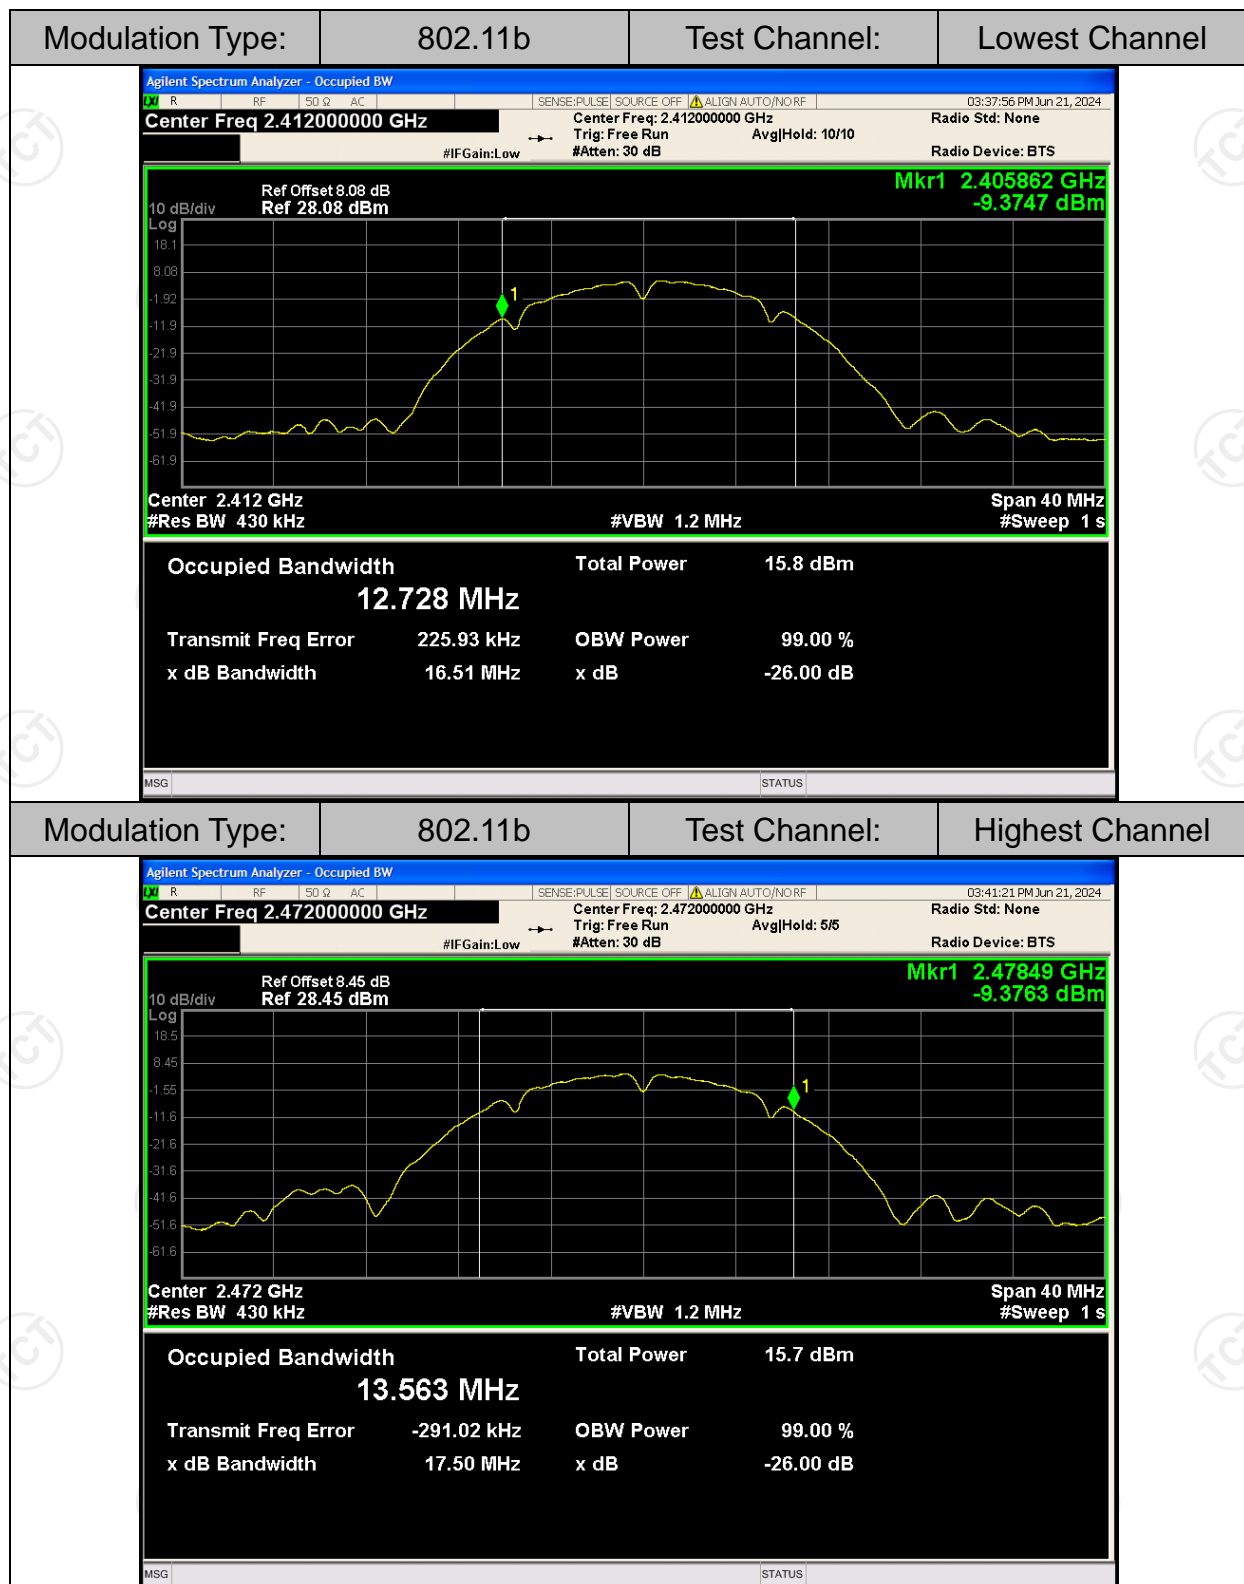 Modulation Type: 802.11b Test Channel: Lowest Channel
Agilent Spectrum Analyzer - Occupied BW
LXI R RF 50 Ω AC SENSE:PULSE SOURCE OFF ALIGN AUTO/NO RF 03:37:56 PM Jun 21, 2024
Center Freq 2.412000000 GHz Center Freq: 2.412000000 GHz Radio Std: None
Trig: Free Run Avg|Hold: 10/10
#IFGain:Low #Atten: 30 dB Radio Device: BTS
Mkr1 2.405862 GHz
Ref Offset 8.08 dB
10 dB/div Ref 28.08 dBm -9.3747 dBm
Log
18.1
8.08
-1.92
1
-11.9
-21.9
-31.9
-41.9
-51.9
-61.9
Center 2.412 GHz Span 40 MHz
#Res BW 430 kHz #VBW 1.2 MHz #Sweep 1 s
Occupied Bandwidth Total Power 15.8 dBm
12.728 MHz
Transmit Freq Error 225.93 kHz OBW Power 99.00 %
x dB Bandwidth 16.51 MHz x dB -26.00 dB
MSG STATUS
Modulation Type: 802.11b Test Channel: Highest Channel
Agilent Spectrum Analyzer - Occupied BW
LXI R RF 50 Ω AC SENSE:PULSE SOURCE OFF ALIGN AUTO/NO RF 03:41:21 PM Jun 21, 2024
Center Freq 2.472000000 GHz Center Freq: 2.472000000 GHz Radio Std: None
Trig: Free Run Avg|Hold: 5/5
#IFGain:Low #Atten: 30 dB Radio Device: BTS
Mkr1 2.47849 GHz
Ref Offset 8.45 dB
10 dB/div Ref 28.45 dBm -9.3763 dBm
Log
18.5
8.45
-1.55
1
-11.6
-21.6
-31.6
-41.6
-51.6
-61.6
Center 2.472 GHz Span 40 MHz
#Res BW 430 kHz #VBW 1.2 MHz #Sweep 1 s
Occupied Bandwidth Total Power 15.7 dBm
13.563 MHz
Transmit Freq Error -291.02 kHz OBW Power 99.00 %
x dB Bandwidth 17.50 MHz x dB -26.00 dB
MSG STATUS